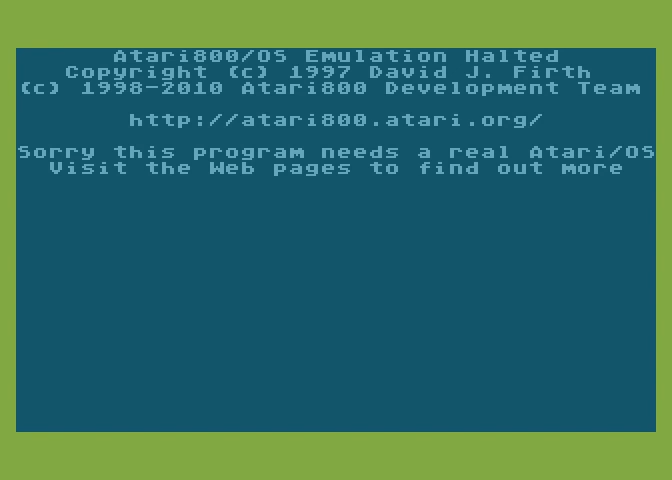 Atari800/OS Emulation Halted
Copyright (c) 1997 David J. Firth
(c) 1998-2010 Atari800 Development Team
http://atari800.atari.org/
Sorry this program needs a real Atari/OS
Visit the Web pages to find out more